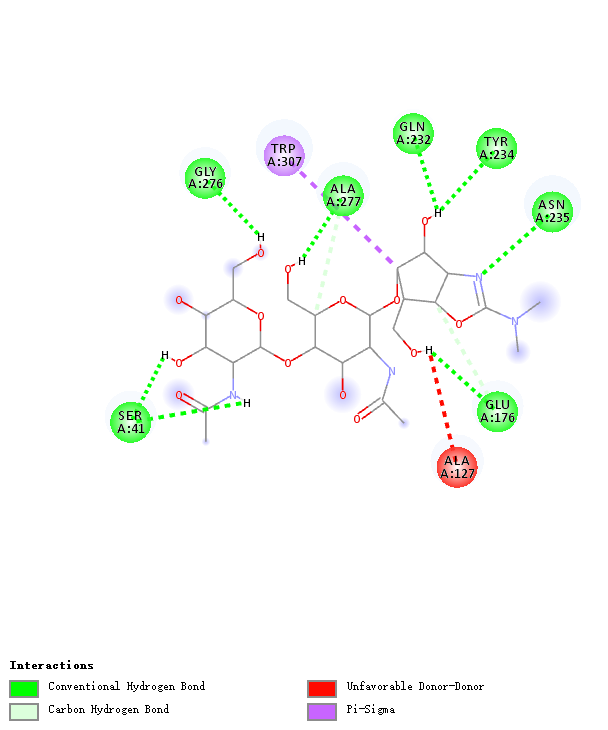 GLN
A:232
TYR
A:234
TRP
A:307
GLY
A:276
ALA
A:277
ASN
A:235
H
H
H
O
H
O
O
N
O
O
O
O
O
N
H
O
O
H
N
O
N
H
O
O
O
SER
A:41
GLU
A:176
ALA
A:127
Interactions
Conventional Hydrogen Bond
Unfavorable Donor-Donor
Carbon Hydrogen Bond
Pi-Sigma